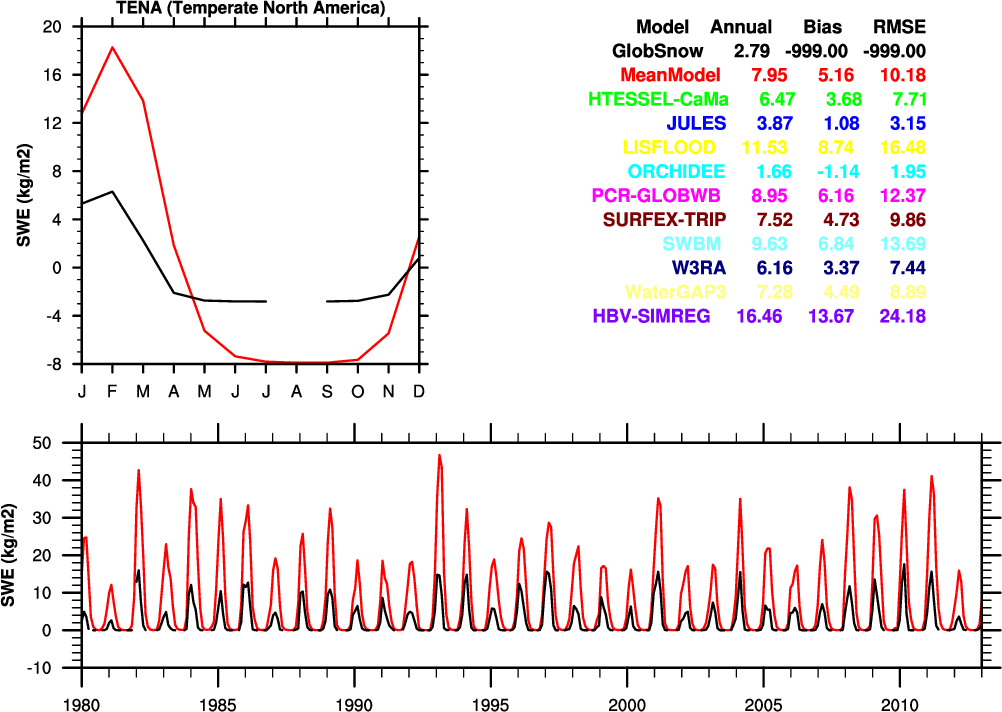 TENA (Temperate North America)
20
16
12
8
4
0
-4
-8
SWE (kg/m2)
J F M A M J J A S O N D
Model Annual Bias RMSE
GlobSnow 2.79 -999.00 -999.00
MeanModel 7.95 5.16 10.18
HTESSEL-CaMa 6.47 3.68 7.71
JULES 3.87 1.08 3.15
LISFLOOD 11.53 8.74 16.48
ORCHIDEE 1.66 -1.14 1.95
PCR-GLOBWB 8.95 6.16 12.37
SURFEX-TRIP 7.52 4.73 9.86
SWBM 9.63 6.84 13.69
W3RA 6.16 3.37 7.44
WaterGAP3 7.28 4.49 8.89
HBV-SIMREG 16.46 13.67 24.18
50
40
30
20
10
0
-10
SWE (kg/m2)
1980 1985 1990 1995 2000 2005 2010